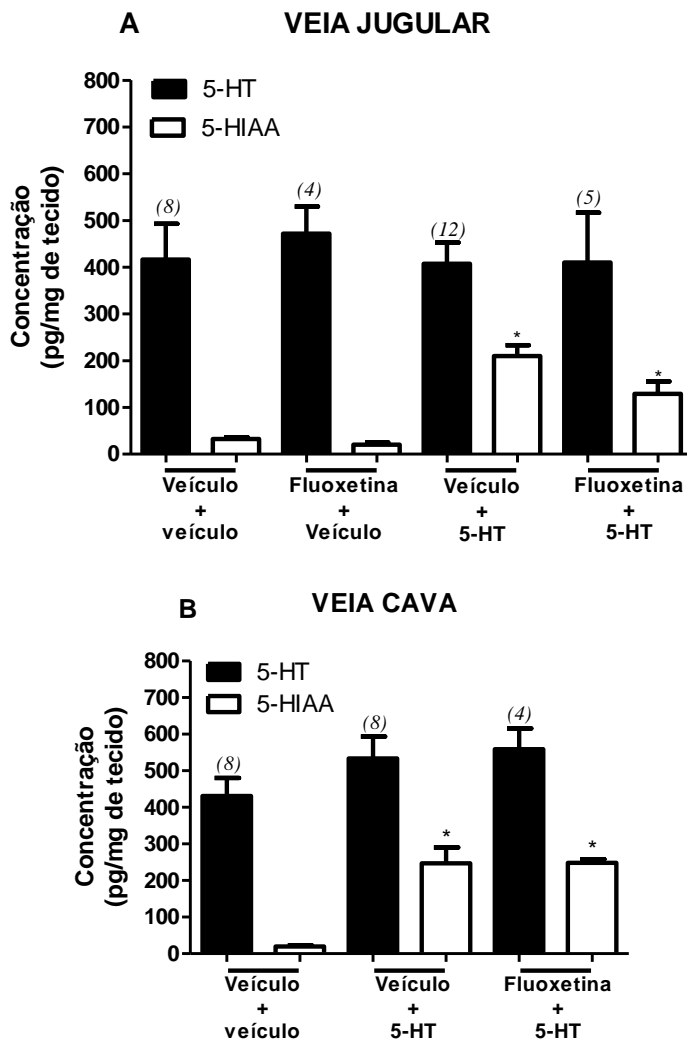 A VEIA JUGULAR
5-HT
5-HIAA
Concentração
(pg/mg de tecido)
800
700
600
500
400
300
200
100
0
(8)
(4)
(12)
(5)
*
*
Veículo
+
veículo
Fluoxetina
+
Veículo
Veículo
+
5-HT
Fluoxetina
+
5-HT
B VEIA CAVA
5-HT
5-HIAA
Concentração
(pg/mg de tecido)
800
700
600
500
400
300
200
100
0
(8)
(8)
(4)
*
*
Veículo
+
veículo
Veículo
+
5-HT
Fluoxetina
+
5-HT